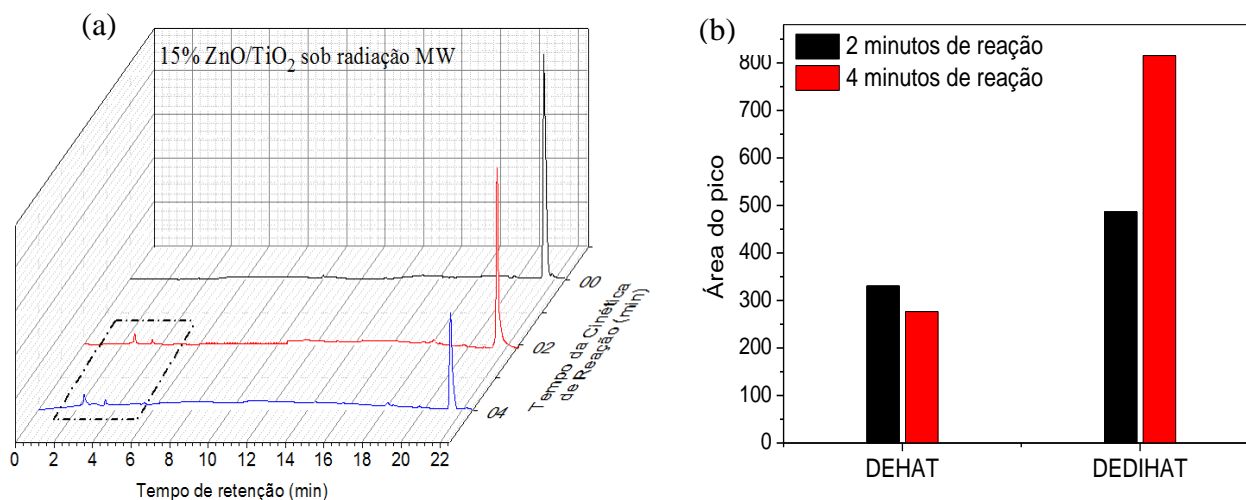 (a)
15% ZnO/TiO2 sob radiação MW
00
02
04
Tempo da Cinética
de Reação (min)
0 2 4 6 8 10 12 14 16 18 20 22
Tempo de retenção (min)
(b)
2 minutos de reação
4 minutos de reação
800
700
600
500
400
300
200
100
0
Área do pico
DEHAT DEDIHAT